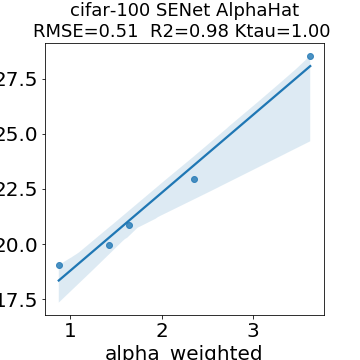 cifar-100 SENet AlphaHat
RMSE=0.51 R2=0.98 Ktau=1.00
27.5
25.0
22.5
20.0
17.5
1 2 3
alpha_weighted